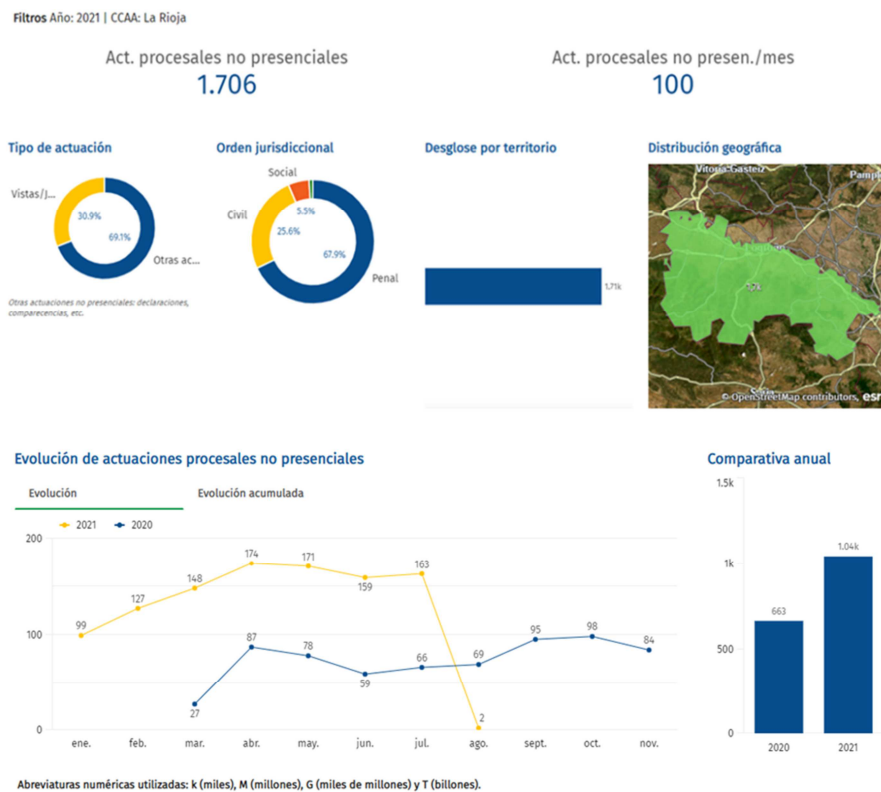 Filtros Año: 2021 | CCAA: La Rioja
Act. procesales no presenciales
1.706
Act. procesales no presen./mes
100
Tipo de actuación
Vistas/J...
30.9%
69.1%
Otras ac...
Otras actuaciones no presenciales: declaraciones,
comparecencias, etc.
Orden jurisdiccional
Social
Civil
5.5%
25.6%
67.9%
Penal
Desglose por territorio
1,71k
Distribución geográfica
Vitoria-Gasteiz
Pampl
1,7k
© OpenStreetMap contributors, esri
Evolución de actuaciones procesales no presenciales
Evolución
Evolución acumulada
2021
2020
200
100
0
99
127
148
174
171
159
163
2
27
87
78
59
66
69
95
98
84
ene.
feb.
mar.
abr.
may.
jun.
jul.
ago.
sept.
oct.
nov.
Comparativa anual
1.5k
1k
500
0
663
1.04k
2020
2021
Abreviaturas numéricas utilizadas: k (miles), M (millones), G (miles de millones) y T (billones).